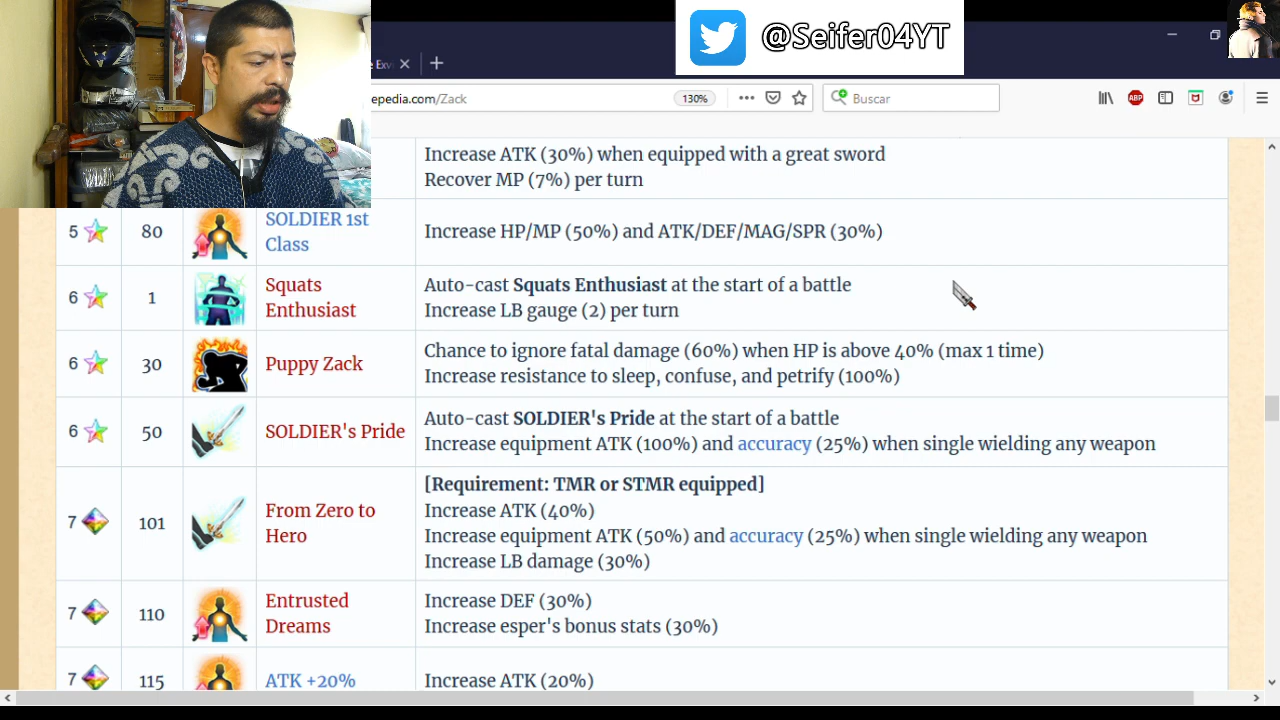 @Seifer04YT
Exv
epedia.com/Zack
130%
Buscar
ABP
Increase ATK (30%) when equipped with a great sword
Recover MP (7%) per turn
5 80 SOLDIER 1st Class Increase HP/MP (50%) and ATK/DEF/MAG/SPR (30%)
6 1 Squats Enthusiast Auto-cast Squats Enthusiast at the start of a battle
Increase LB gauge (2) per turn
6 30 Puppy Zack Chance to ignore fatal damage (60%) when HP is above 40% (max 1 time)
Increase resistance to sleep, confuse, and petrify (100%)
6 50 SOLDIER's Pride Auto-cast SOLDIER's Pride at the start of a battle
Increase equipment ATK (100%) and accuracy (25%) when single wielding any weapon
7 101 From Zero to Hero [Requirement: TMR or STMR equipped]
Increase ATK (40%)
Increase equipment ATK (50%) and accuracy (25%) when single wielding any weapon
Increase LB damage (30%)
7 110 Entrusted Dreams Increase DEF (30%)
Increase esper's bonus stats (30%)
7 115 ATK +20% Increase ATK (20%)